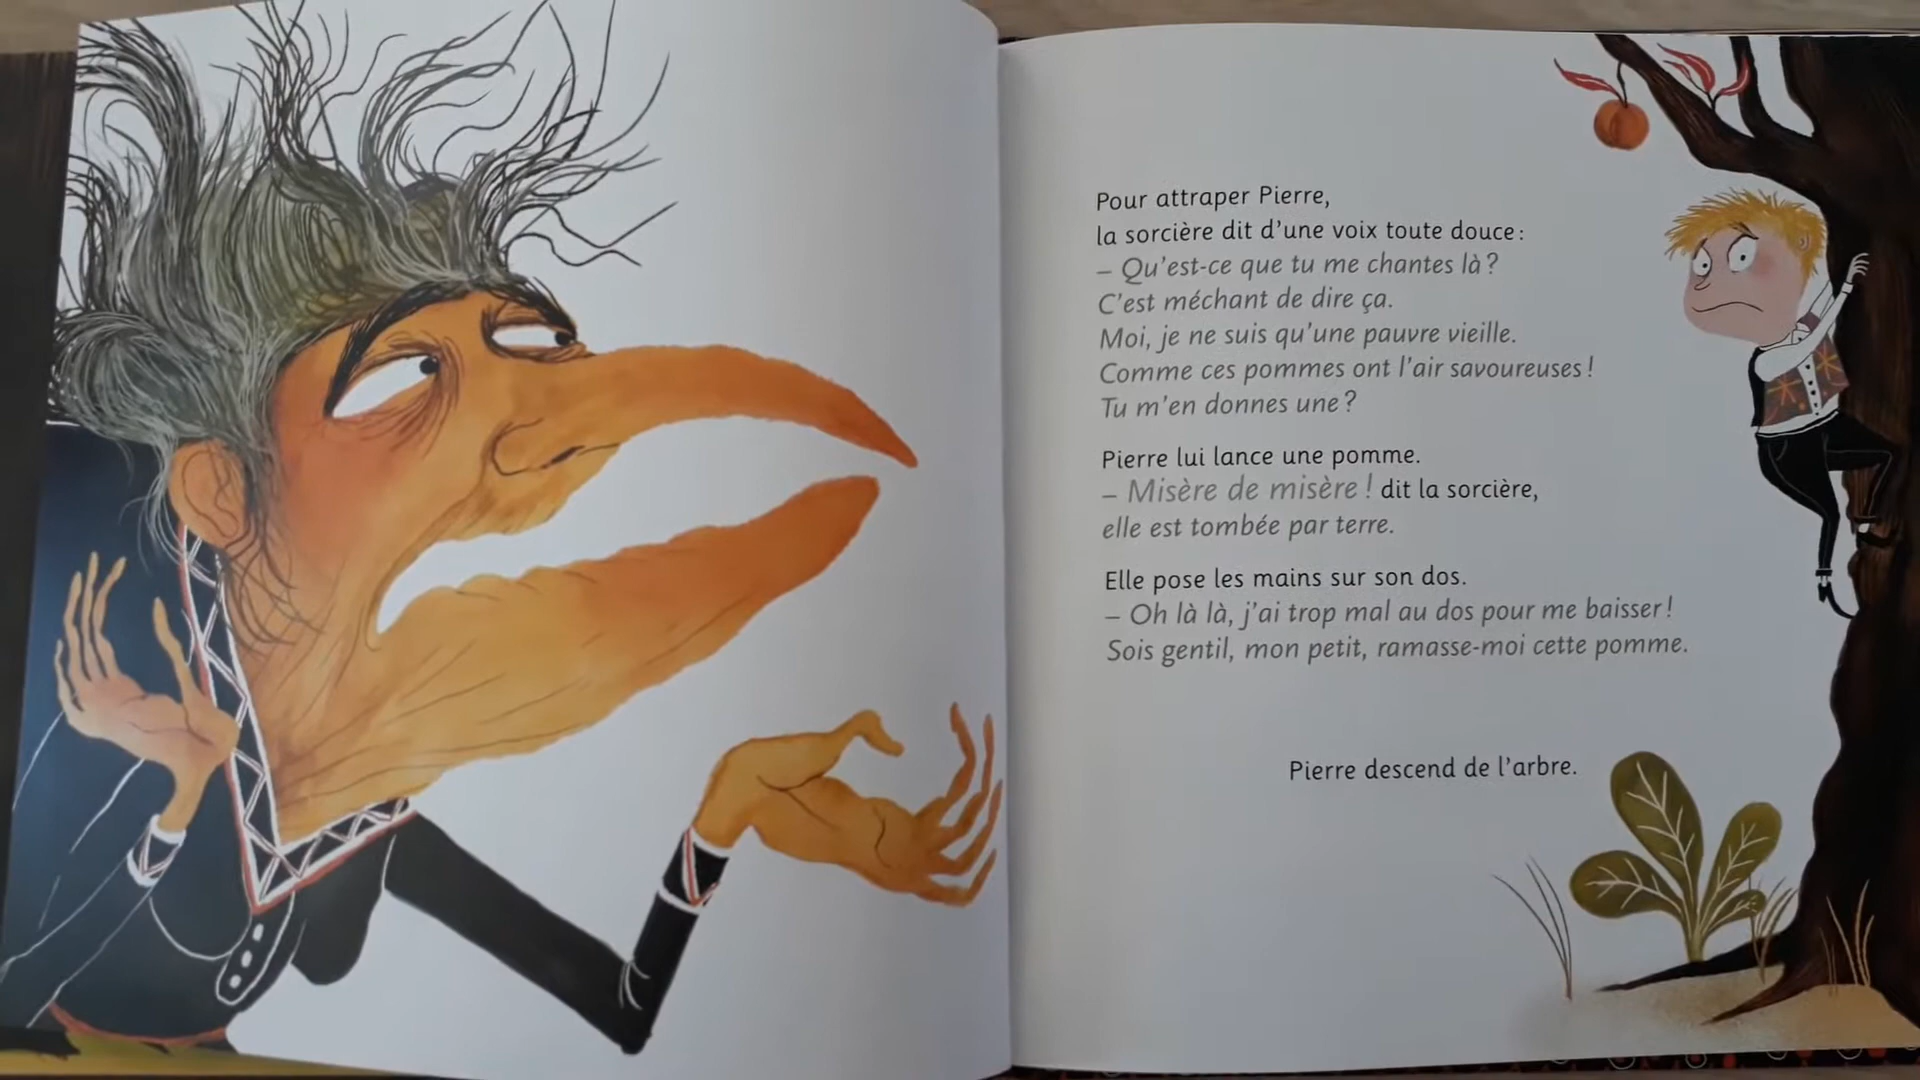 Pour attraper Pierre,
la sorcière dit d'une voix toute douce :
– Qu'est-ce que tu me chantes là ?
C'est méchant de dire ça.
Moi, je ne suis qu'une pauvre vieille.
Comme ces pommes ont l'air savoureuses !
Tu m'en donnes une ?
Pierre lui lance une pomme.
– Misère de misère ! dit la sorcière,
elle est tombée par terre.
Elle pose les mains sur son dos.
– Oh là là, j'ai trop mal au dos pour me baisser !
Sois gentil, mon petit, ramasse-moi cette pomme.
Pierre descend de l'arbre.